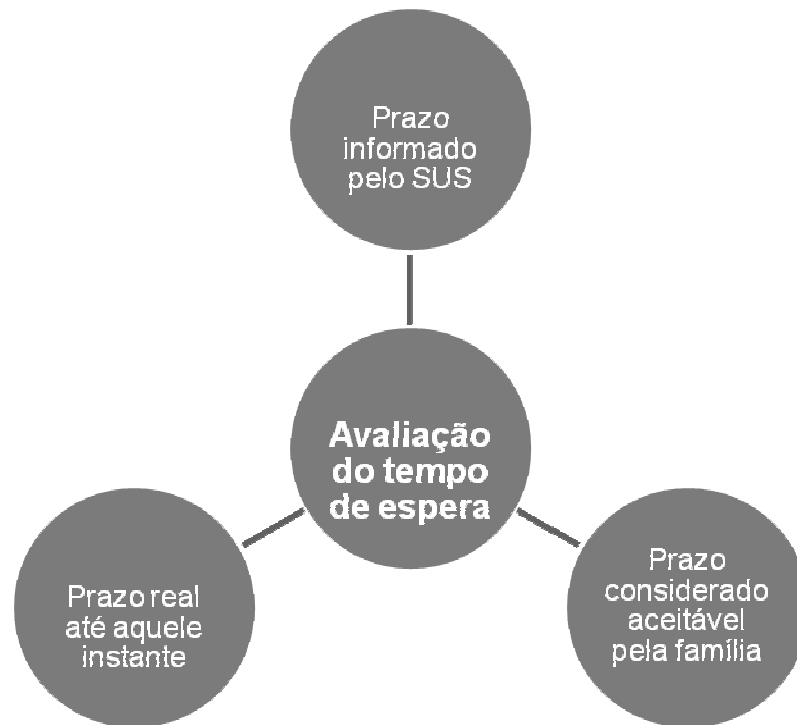 Prazo
informado
pelo SUS
Avaliação
do tempo
de espera
Prazo real
até aquele
instante
Prazo
considerado
aceitável
pela família